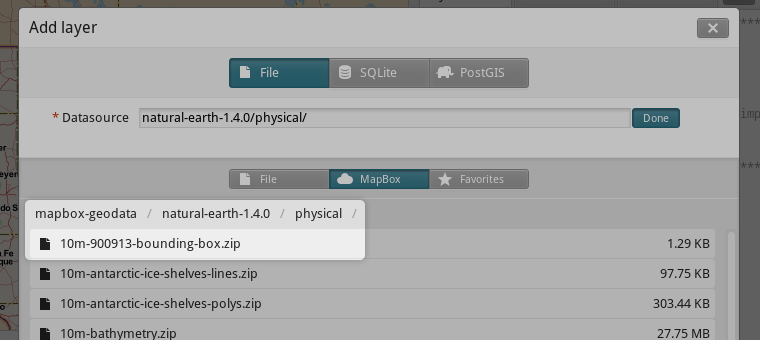 Add layer
File SQLite PostGIS
* Datasource natural-earth-1.4.0/physical/ Done
File MapBox Favorites
mapbox-geodata / natural-earth-1.4.0 / physical /
10m-900913-bounding-box.zip 1.29 KB
10m-antarctic-ice-shelves-lines.zip 97.75 KB
10m-antarctic-ice-shelves-polys.zip 303.44 KB
10m-bathymetry.zip 27.75 MB